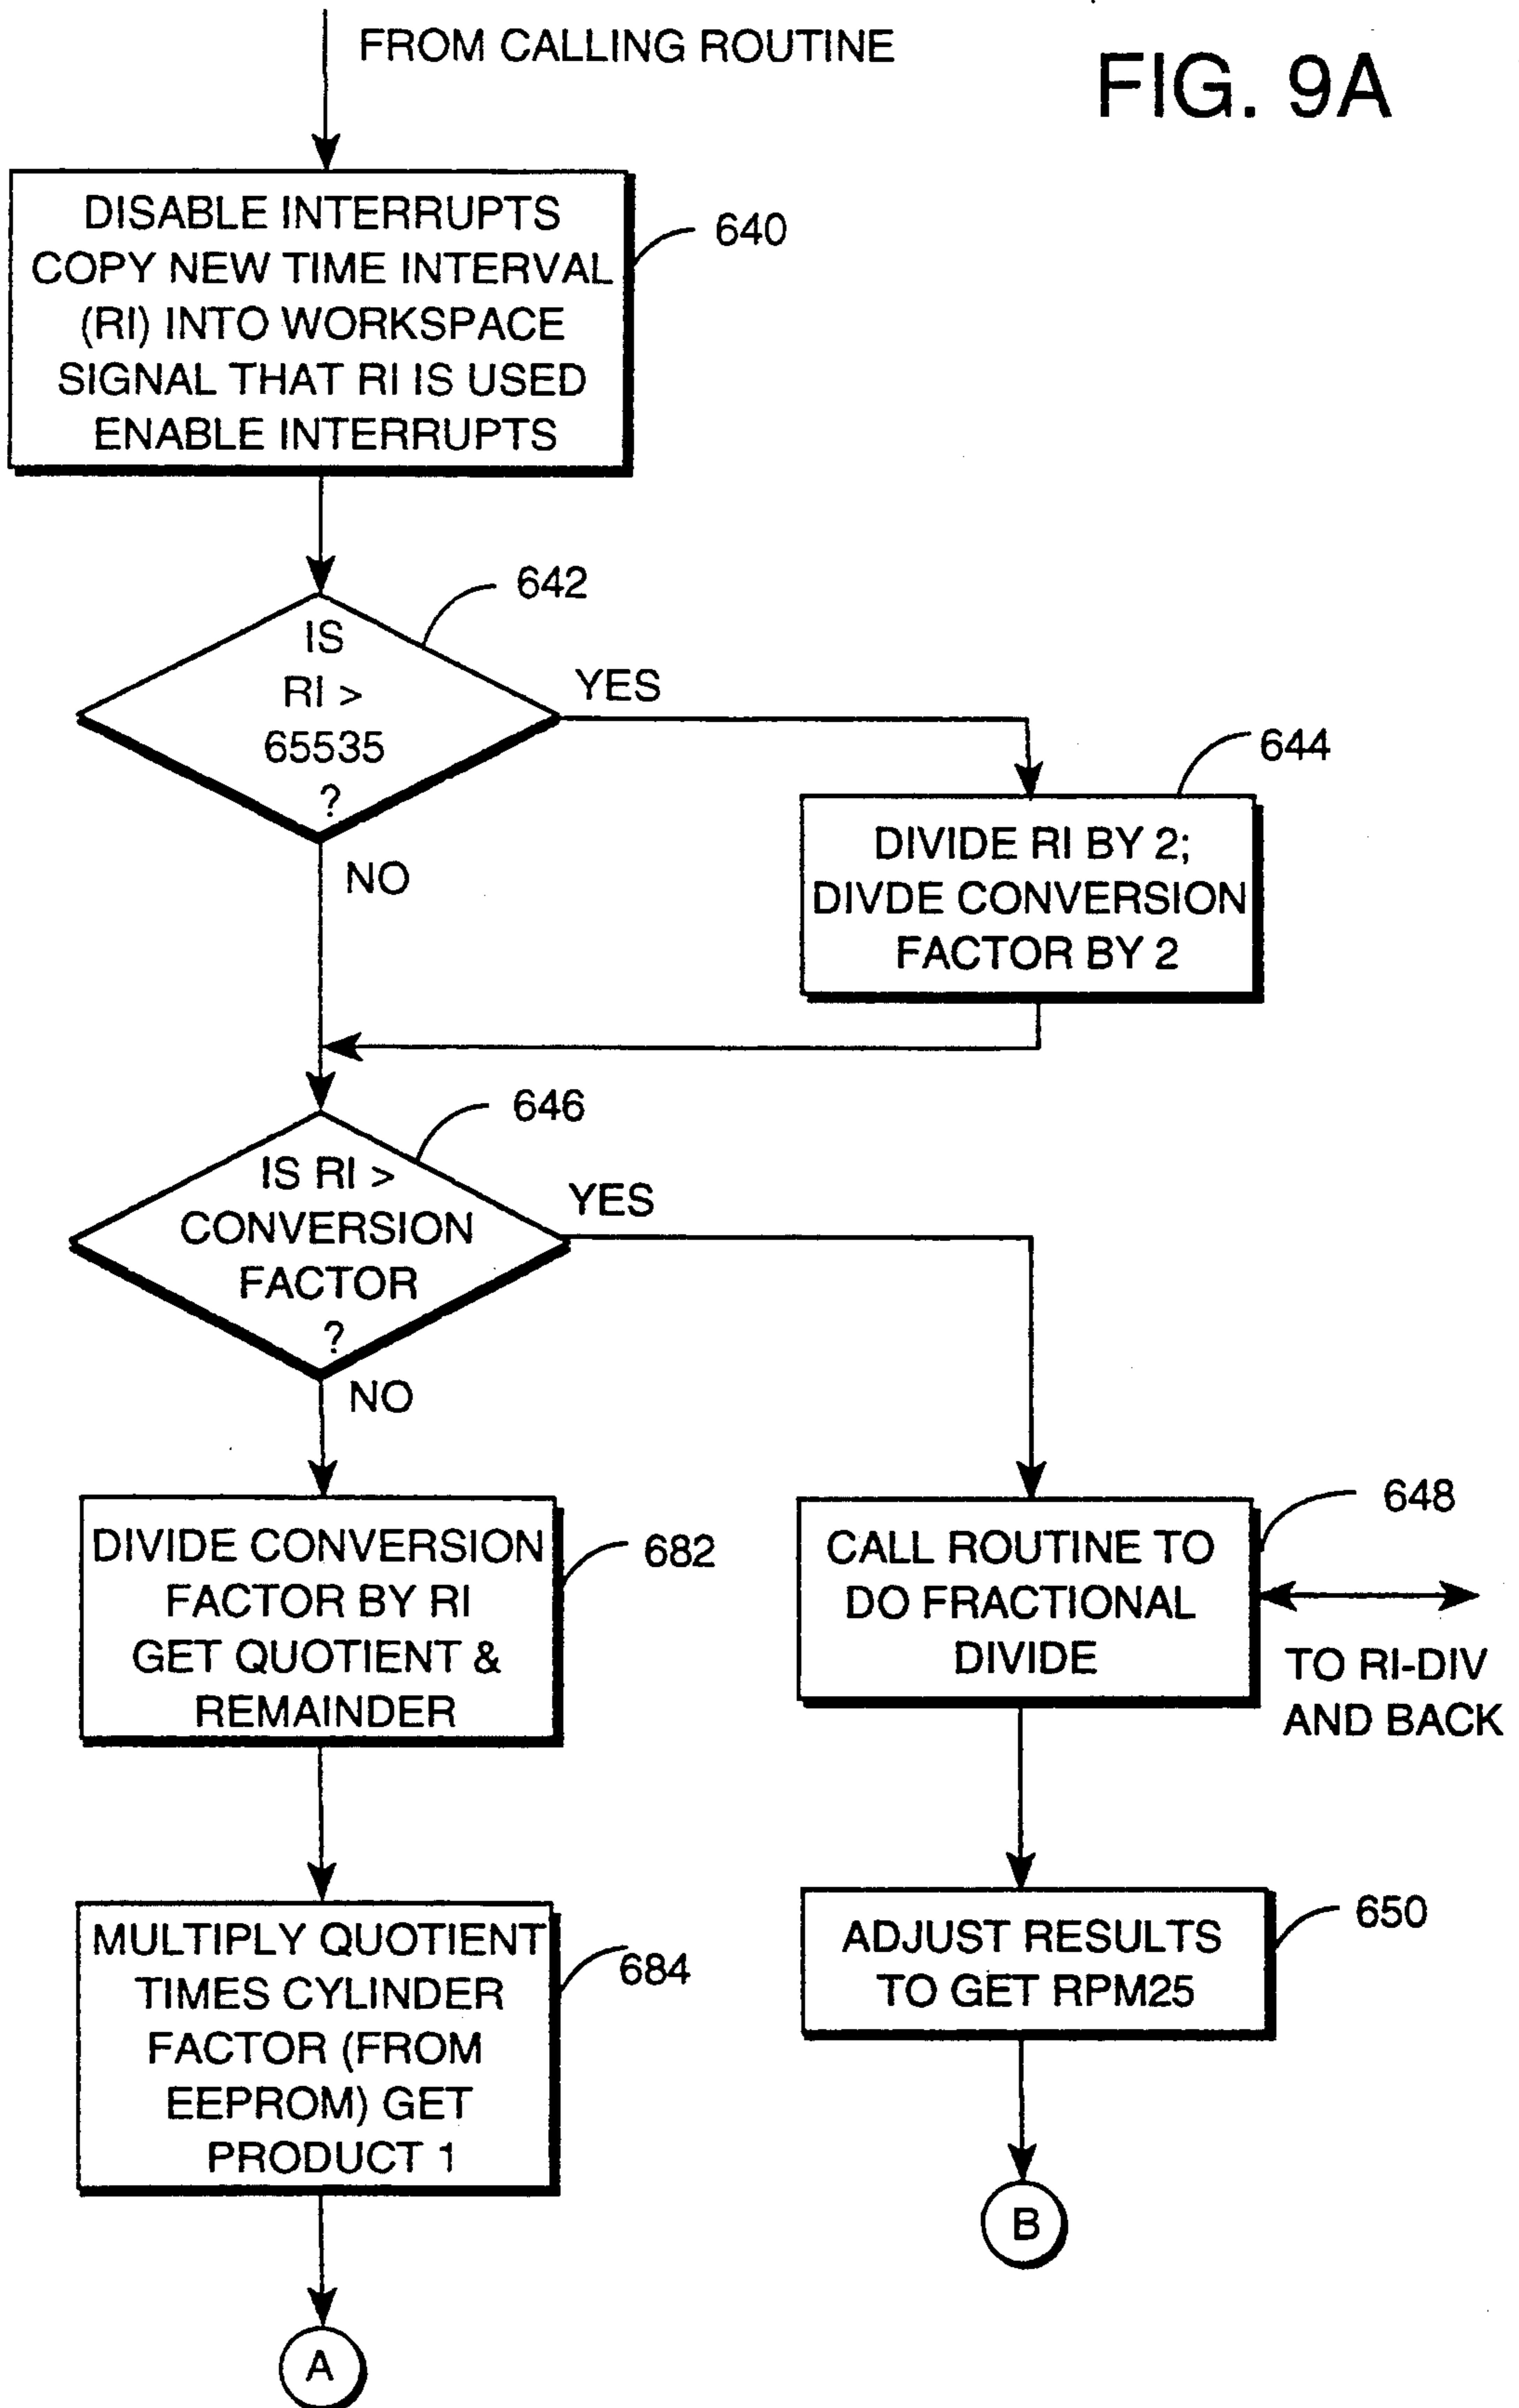 FROM CALLING ROUTINE
FIG. 9A
DISABLE INTERRUPTS
COPY NEW TIME INTERVAL
(RI) INTO WORKSPACE
SIGNAL THAT RI IS USED
ENABLE INTERRUPTS
640
642
IS
RI >
65535
?
YES
NO
644
DIVIDE RI BY 2;
DIVDE CONVERSION
FACTOR BY 2
646
IS RI >
CONVERSION
FACTOR
?
YES
NO
DIVIDE CONVERSION
FACTOR BY RI
GET QUOTIENT &
REMAINDER
682
648
CALL ROUTINE TO
DO FRACTIONAL
DIVIDE
TO RI-DIV
AND BACK
MULTIPLY QUOTIENT
TIMES CYLINDER
FACTOR (FROM
EEPROM) GET
PRODUCT 1
684
650
ADJUST RESULTS
TO GET RPM25
B
A